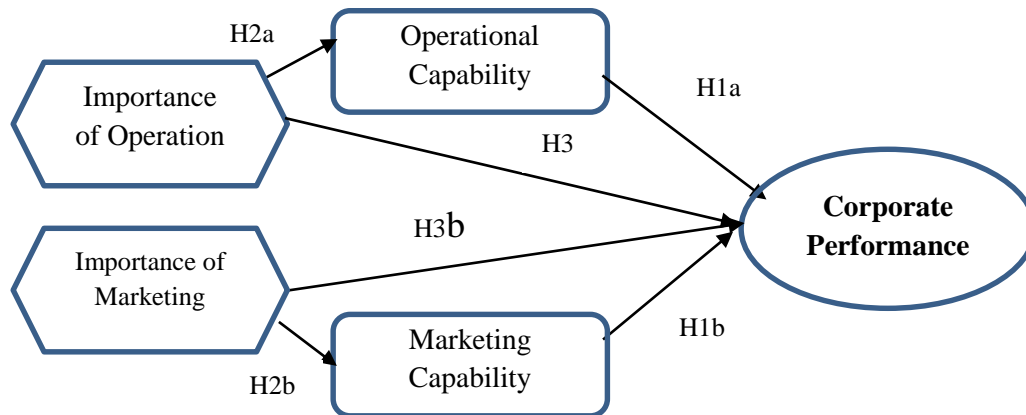 H2a
Operational
Capability
Importance
of Operation
H1a
H3
Corporate
Performance
H3b
Importance of
Marketing
H1b
Marketing
Capability
H2b